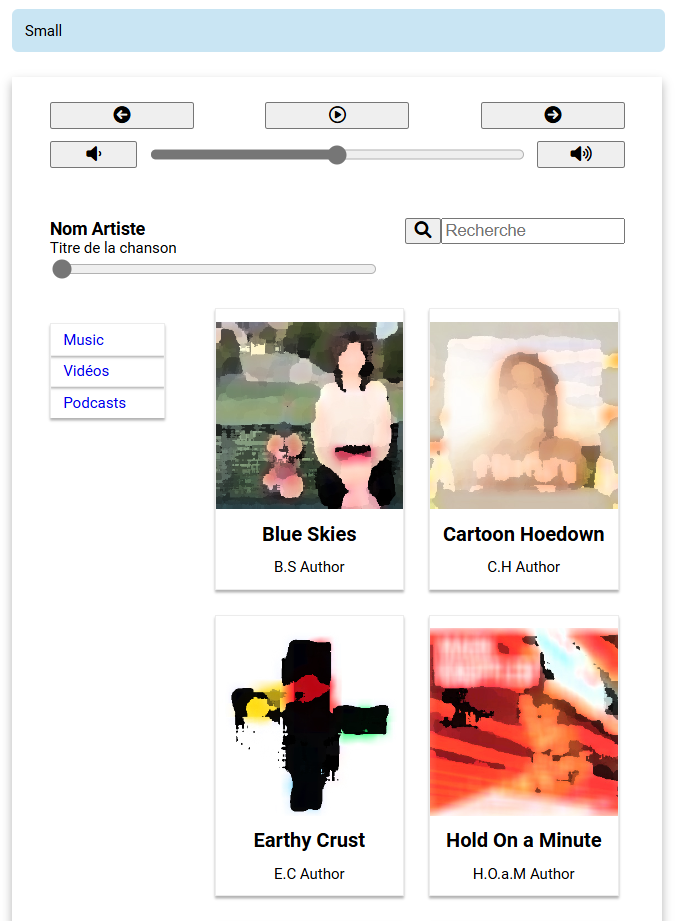 Small
Nom Artiste
Titre de la chanson
Recherche
Music
Vidéos
Podcasts
Blue Skies
B.S Author
Cartoon Hoedown
C.H Author
Earthy Crust
E.C Author
Hold On a Minute
H.O.a.M Author